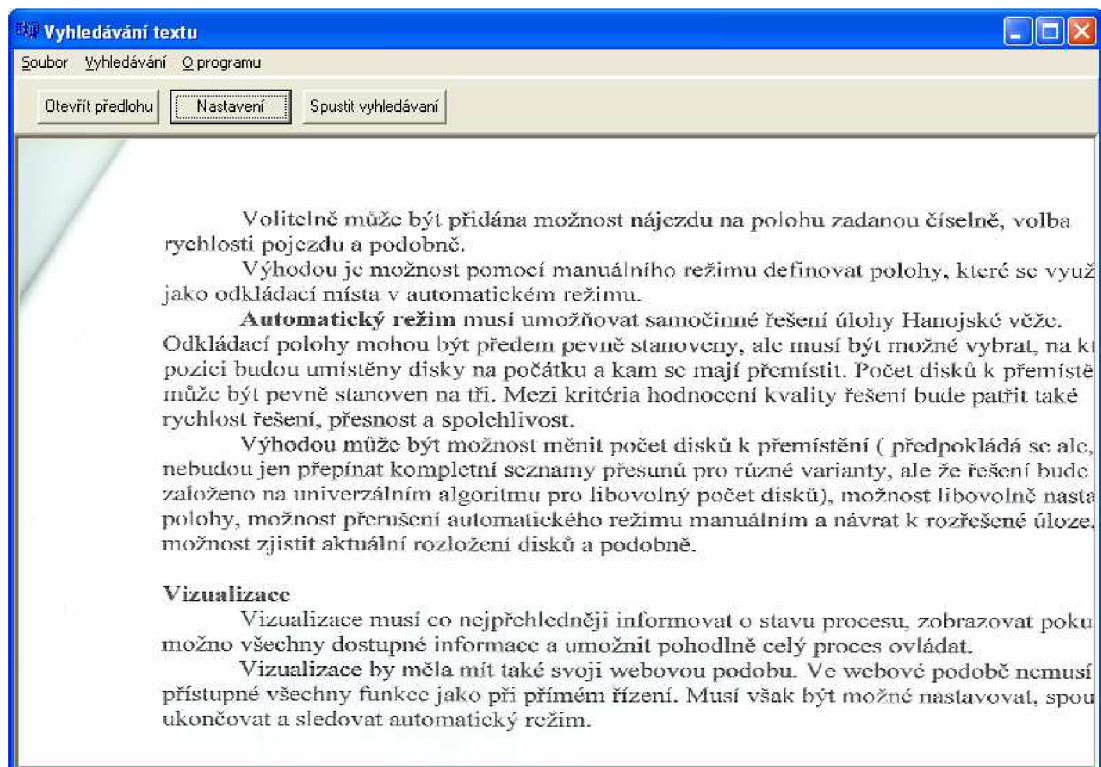 Vyhledávání textu
Soubor Vyhledávání O programu
Otevřít předlohu Nastavení Spustit vyhledávaní
Volitelně může být přidána možnost nájezdu na polohu zadanou číselně, volba
rychlosti pojezdu a podobně.
Výhodou je možnost pomocí manuálního režimu definovat polohy, které se využ
jako odkládací místa v automatickém režimu.
Automatický režim musí umožňovat samočinné řešení úlohy Hanojské věže.
Odkládací polohy mohou být předem pevně stanoveny, ale musí být možné vybrat, na kt
pozici budou umístěny disky na počátku a kam se mají přemístit. Počet disků k přemístě
může být pevně stanoven na tři. Mezi kritéria hodnocení kvality řešení bude patřit také
rychlost řešení, přesnost a spolehlivost.
Výhodou může být možnost měnit počet disků k přemístění ( předpokládá se ale,
nebudou jen přepínat kompletní seznamy přesunů pro různé varianty, ale že řešení bude
založeno na univerzálním algoritmu pro libovolný počet disků), možnost libovolně nasta
polohy, možnost přerušení automatického režimu manuálním a návrat k rozřešené úloze,
možnost zjistit aktuální rozložení disků a podobně.
Vizualizace
Vizualizace musí co nejpřehledněji informovat o stavu procesu, zobrazovat poku
možno všechny dostupné informace a umožnit pohodlně celý proces ovládat.
Vizualizace by měla mít také svoji webovou podobu. Ve webové podobě nemusí
přístupné všechny funkce jako při přímém řízení. Musí však být možné nastavovat, spou
ukončovat a sledovat automatický režim.